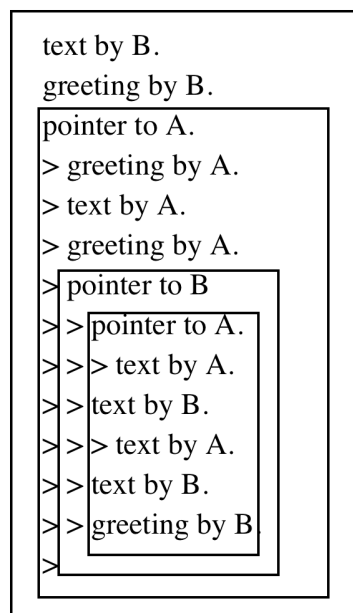 text by B.
greeting by B.
pointer to A.
> greeting by A.
> text by A.
> greeting by A.
> pointer to B
> > pointer to A.
> > > text by A.
> > text by B.
> > > text by A.
> > text by B.
> > greeting by B.
>